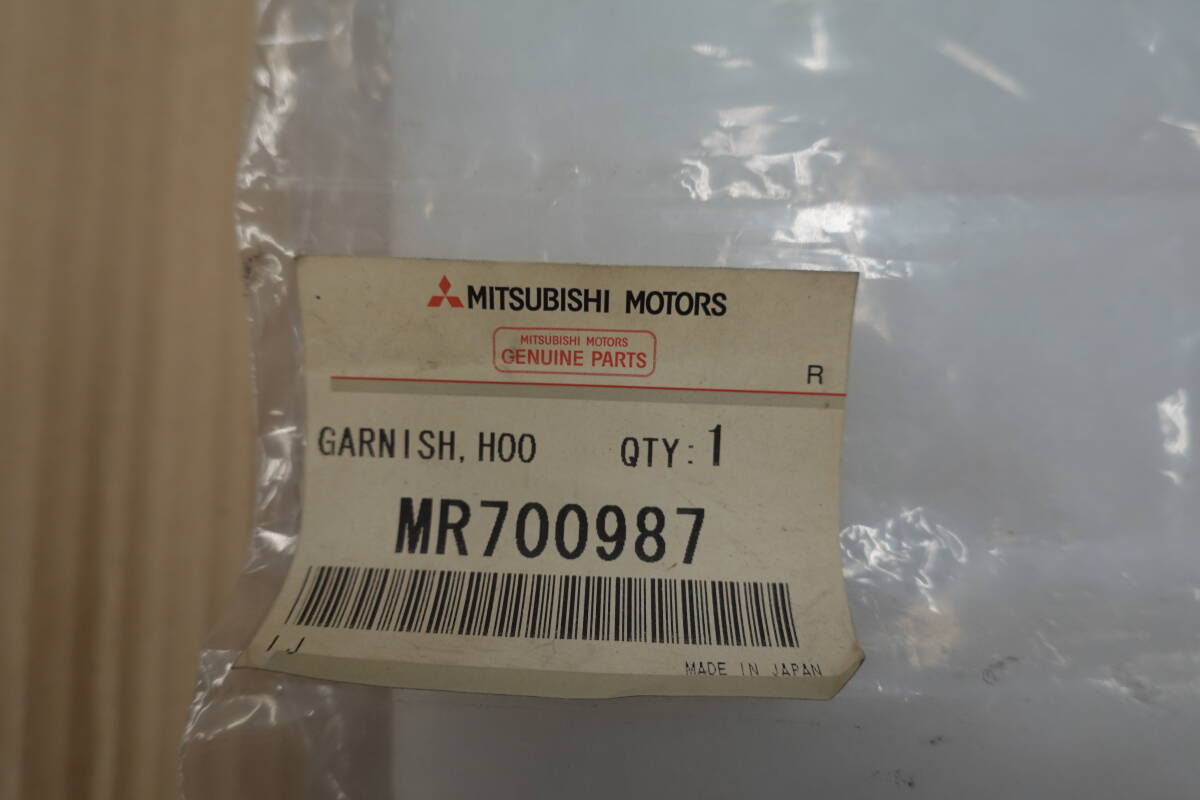 MITSUBISHI MOTORS
MITSUBISHI MOTORS
GENUINE PARTS
R
GARNISH, HOO QTY: 1
MR700987
I J
MADE IN JAPAN